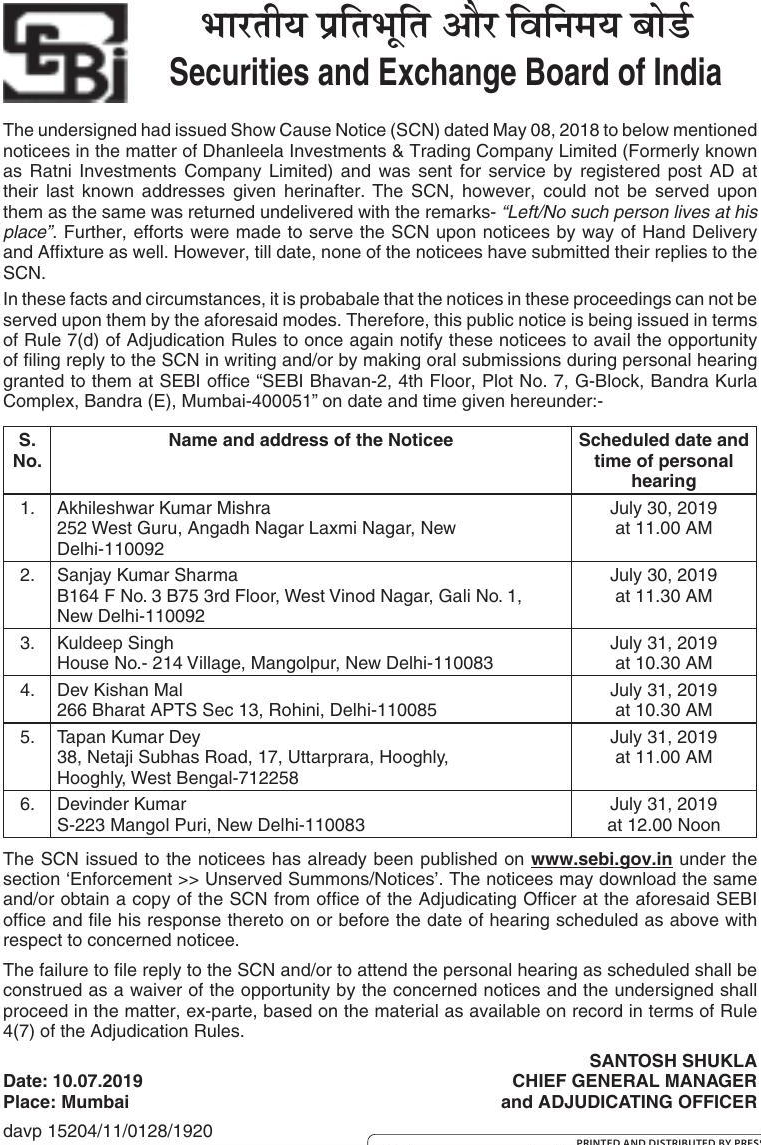 SEBI
भारतीय प्रतिभूति और विनिमय बोर्ड
Securities and Exchange Board of India
The undersigned had issued Show Cause Notice (SCN) dated May 08, 2018 to below mentioned
noticees in the matter of Dhanleela Investments & Trading Company Limited (Formerly known
as Ratni Investments Company Limited) and was sent for service by registered post AD at
their last known addresses given herinafter. The SCN, however, could not be served upon
them as the same was returned undelivered with the remarks- “Left/No such person lives at his
place”. Further, efforts were made to serve the SCN upon noticees by way of Hand Delivery
and Affixture as well. However, till date, none of the noticees have submitted their replies to the
SCN.
In these facts and circumstances, it is probabale that the notices in these proceedings can not be
served upon them by the aforesaid modes. Therefore, this public notice is being issued in terms
of Rule 7(d) of Adjudication Rules to once again notify these noticees to avail the opportunity
of filing reply to the SCN in writing and/or by making oral submissions during personal hearing
granted to them at SEBI office “SEBI Bhavan-2, 4th Floor, Plot No. 7, G-Block, Bandra Kurla
Complex, Bandra (E), Mumbai-400051” on date and time given hereunder:-
S. No. Name and address of the Noticee Scheduled date and time of personal hearing
1. Akhileshwar Kumar Mishra July 30, 2019
252 West Guru, Angadh Nagar Laxmi Nagar, New at 11.00 AM
Delhi-110092
2. Sanjay Kumar Sharma July 30, 2019
B164 F No. 3 B75 3rd Floor, West Vinod Nagar, Gali No. 1, at 11.30 AM
New Delhi-110092
3. Kuldeep Singh July 31, 2019
House No.- 214 Village, Mangolpur, New Delhi-110083 at 10.30 AM
4. Dev Kishan Mal July 31, 2019
266 Bharat APTS Sec 13, Rohini, Delhi-110085 at 10.30 AM
5. Tapan Kumar Dey July 31, 2019
38, Netaji Subhas Road, 17, Uttarprara, Hooghly, at 11.00 AM
Hooghly, West Bengal-712258
6. Devinder Kumar July 31, 2019
S-223 Mangol Puri, New Delhi-110083 at 12.00 Noon
The SCN issued to the noticees has already been published on www.sebi.gov.in under the
section ‘Enforcement >> Unserved Summons/Notices’. The noticees may download the same
and/or obtain a copy of the SCN from office of the Adjudicating Officer at the aforesaid SEBI
office and file his response thereto on or before the date of hearing scheduled as above with
respect to concerned noticee.
The failure to file reply to the SCN and/or to attend the personal hearing as scheduled shall be
construed as a waiver of the opportunity by the concerned notices and the undersigned shall
proceed in the matter, ex-parte, based on the material as available on record in terms of Rule
4(7) of the Adjudication Rules.
SANTOSH SHUKLA
Date: 10.07.2019 CHIEF GENERAL MANAGER
Place: Mumbai and ADJUDICATING OFFICER
davp 15204/11/0128/1920
PRINTED AND DISTRIBUTED BY PRESS